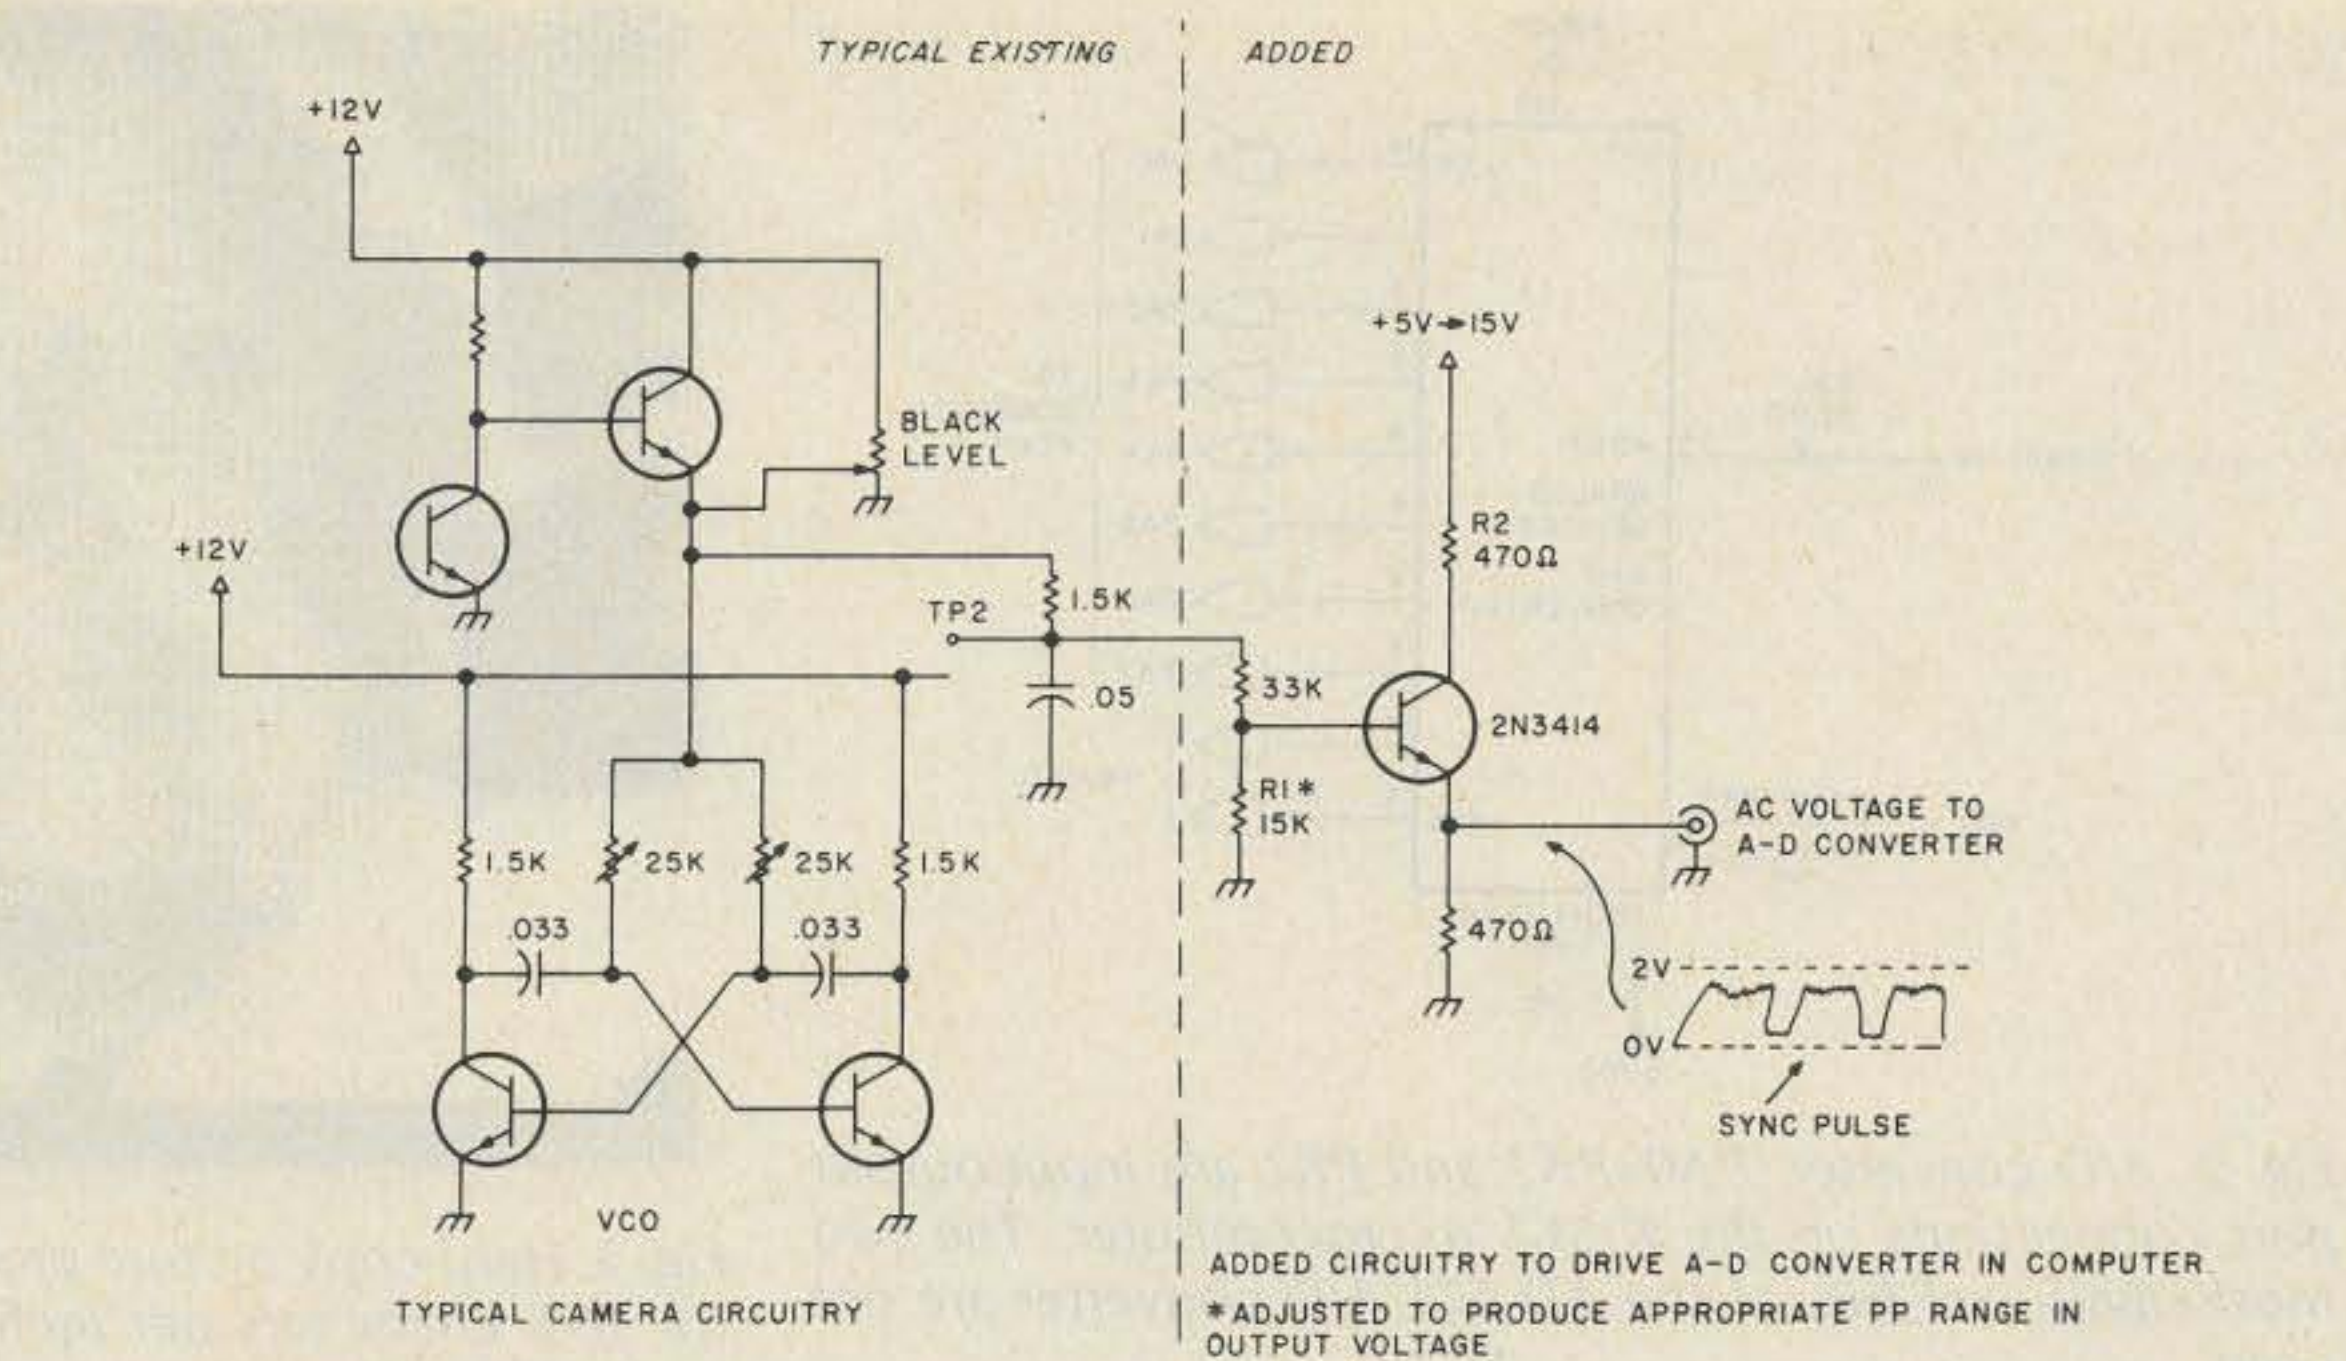 TYPICAL EXISTING
ADDED
+12V
BLACK
LEVEL
+5V→15V
R2
470Ω
+12V
TP2
1.5K
.05
33K
2N3414
R1*
15K
AC VOLTAGE TO
A-D CONVERTER
1.5K
25K
25K
1.5K
.033
.033
470Ω
2V
0V
SYNC PULSE
VCO
TYPICAL CAMERA CIRCUITRY
ADDED CIRCUITRY TO DRIVE A-D CONVERTER IN COMPUTER
*ADJUSTED TO PRODUCE APPROPRIATE PP RANGE IN
OUTPUT VOLTAGE